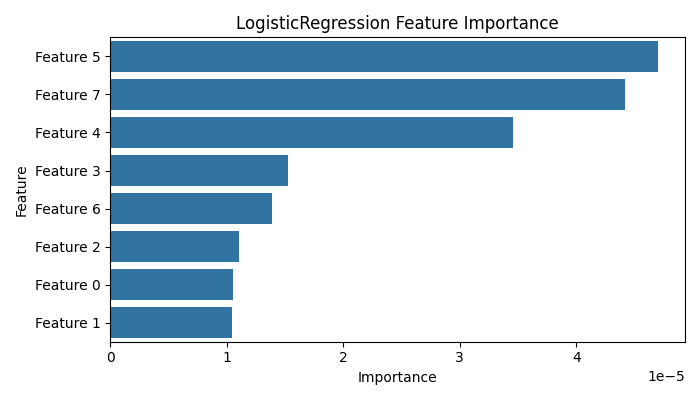 LogisticRegression Feature Importance
Feature
Feature 5
Feature 7
Feature 4
Feature 3
Feature 6
Feature 2
Feature 0
Feature 1
0 1 2 3 4
1e−5
Importance